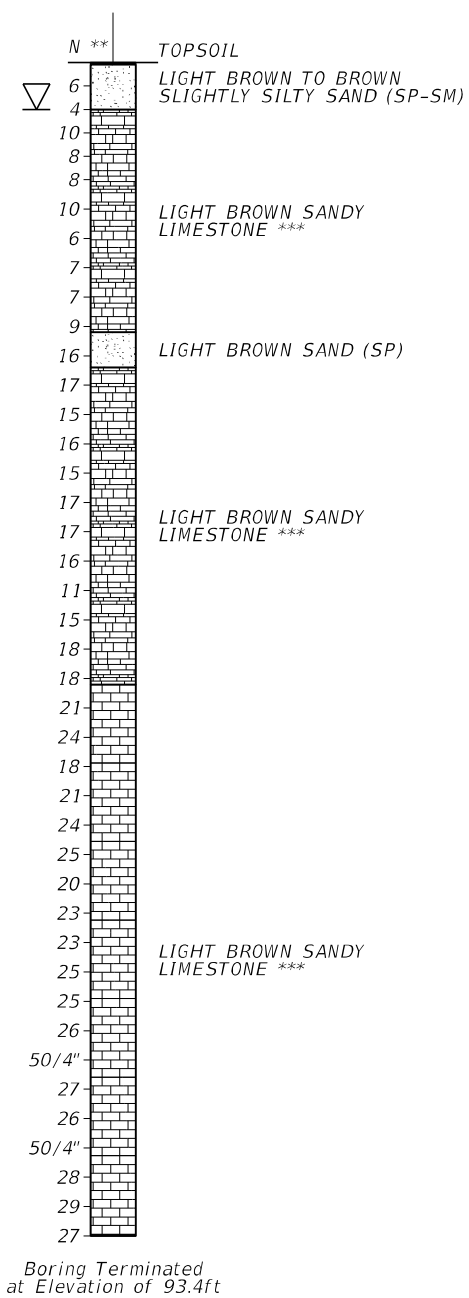 N ** TOPSOIL
6 LIGHT BROWN TO BROWN
4 SLIGHTLY SILTY SAND (SP-SM)
10
8
8
10 LIGHT BROWN SANDY
LIMESTONE ***
6
7
7
9
16 LIGHT BROWN SAND (SP)
17
15
16
15
17
LIGHT BROWN SANDY
17 LIMESTONE ***
16
11
15
18
18
21
24
18
21
24
25
20
23
23
LIGHT BROWN SANDY
25 LIMESTONE ***
25
26
50/4"
27
26
50/4"
28
29
27
Boring Terminated
at Elevation of 93.4ft